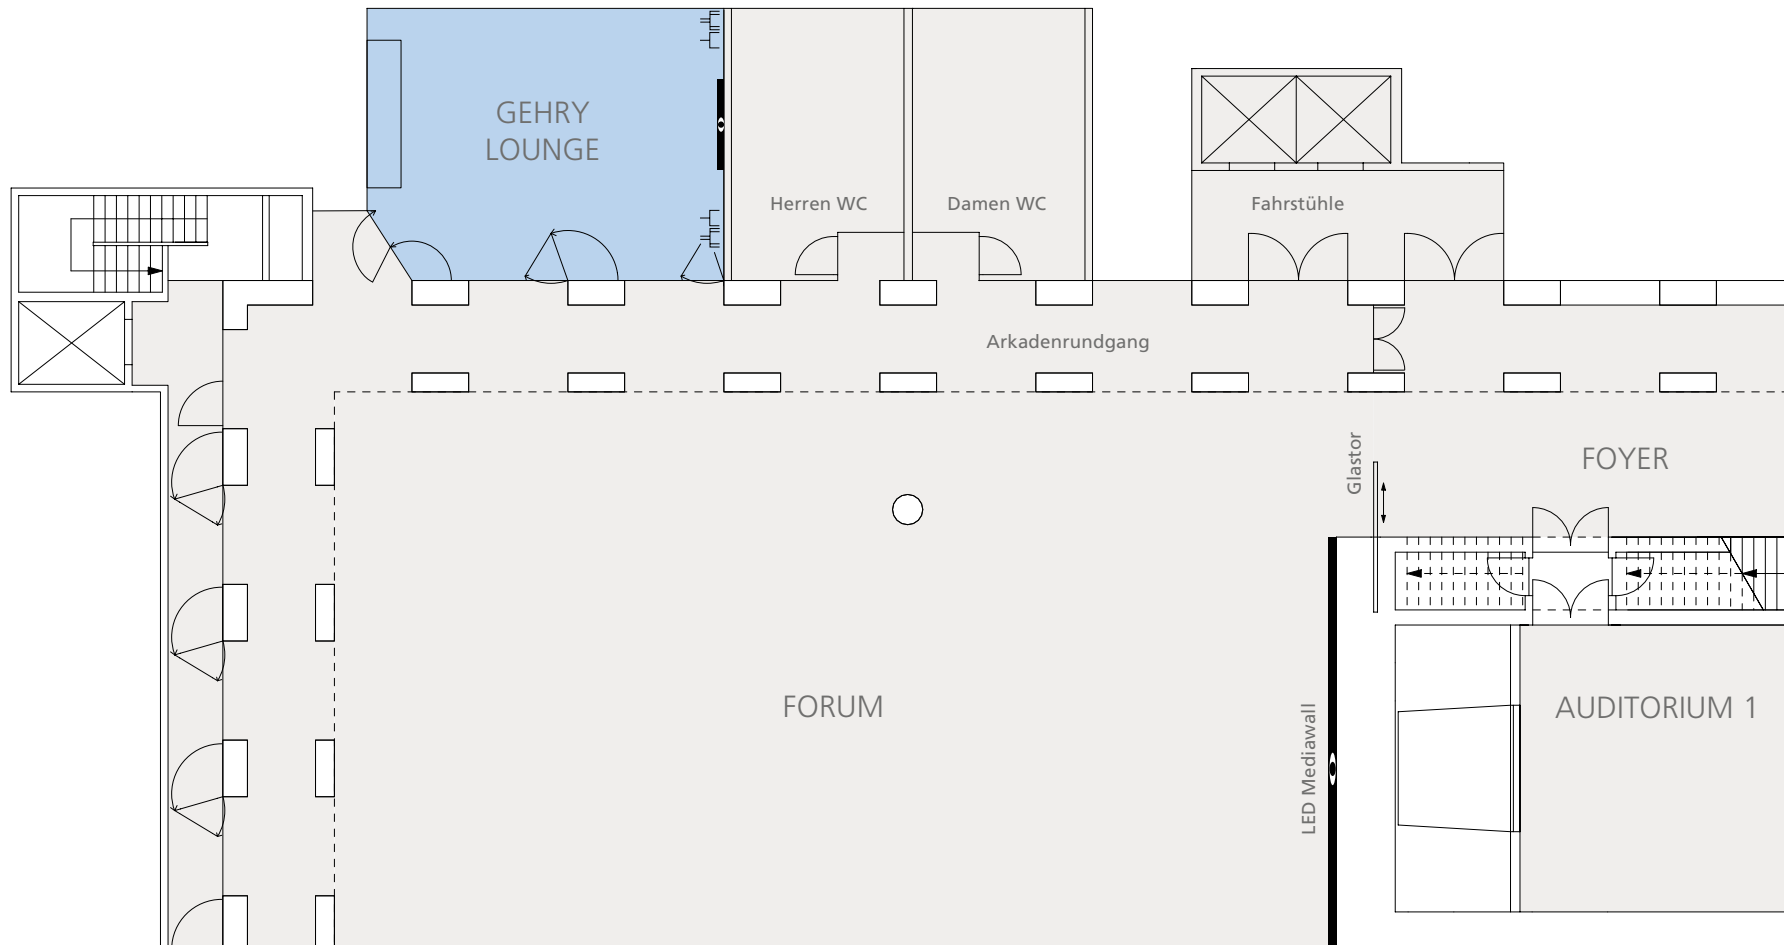 GEHRY
LOUNGE
Herren WC
Damen WC
Fahrstühle
Arkadenrundgang
Glastor
FOYER
FORUM
LED Mediawall
AUDITORIUM 1